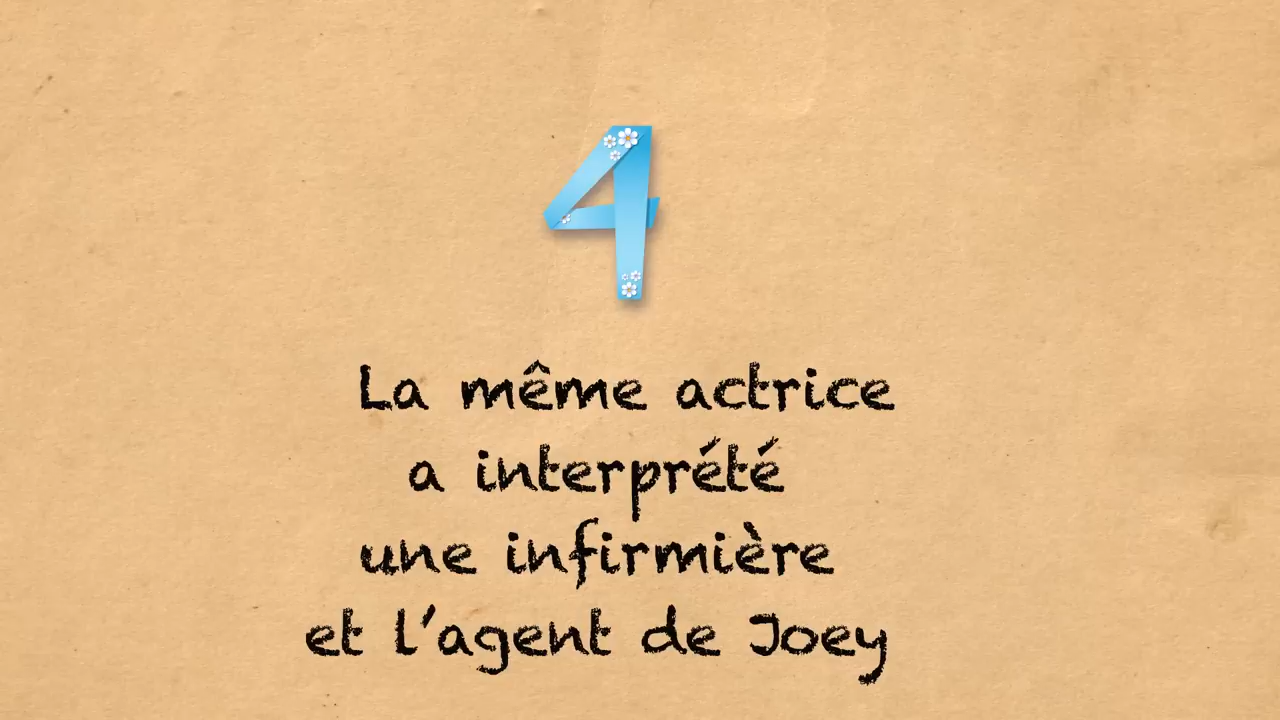 4
La même actrice
a interprété
une infirmière
et l'agent de Joey